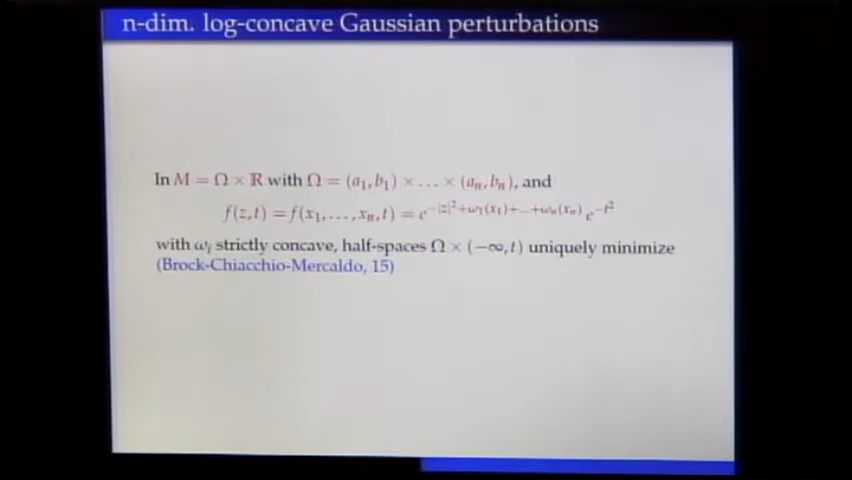 n-dim. log-concave Gaussian perturbations
In M = Ω × ℝ with Ω = (a₁, b₁) × … × (aₙ, bₙ), and
f(z, t) = f(x₁, …, xₙ, t) = e^{−|z|²+ω₁(x₁)+…+ωₙ(xₙ)} e^{−t²}
with ωᵢ strictly concave, half-spaces Ω × (−∞, t) uniquely minimize
(Brock-Chiacchio-Mercaldo, 15)